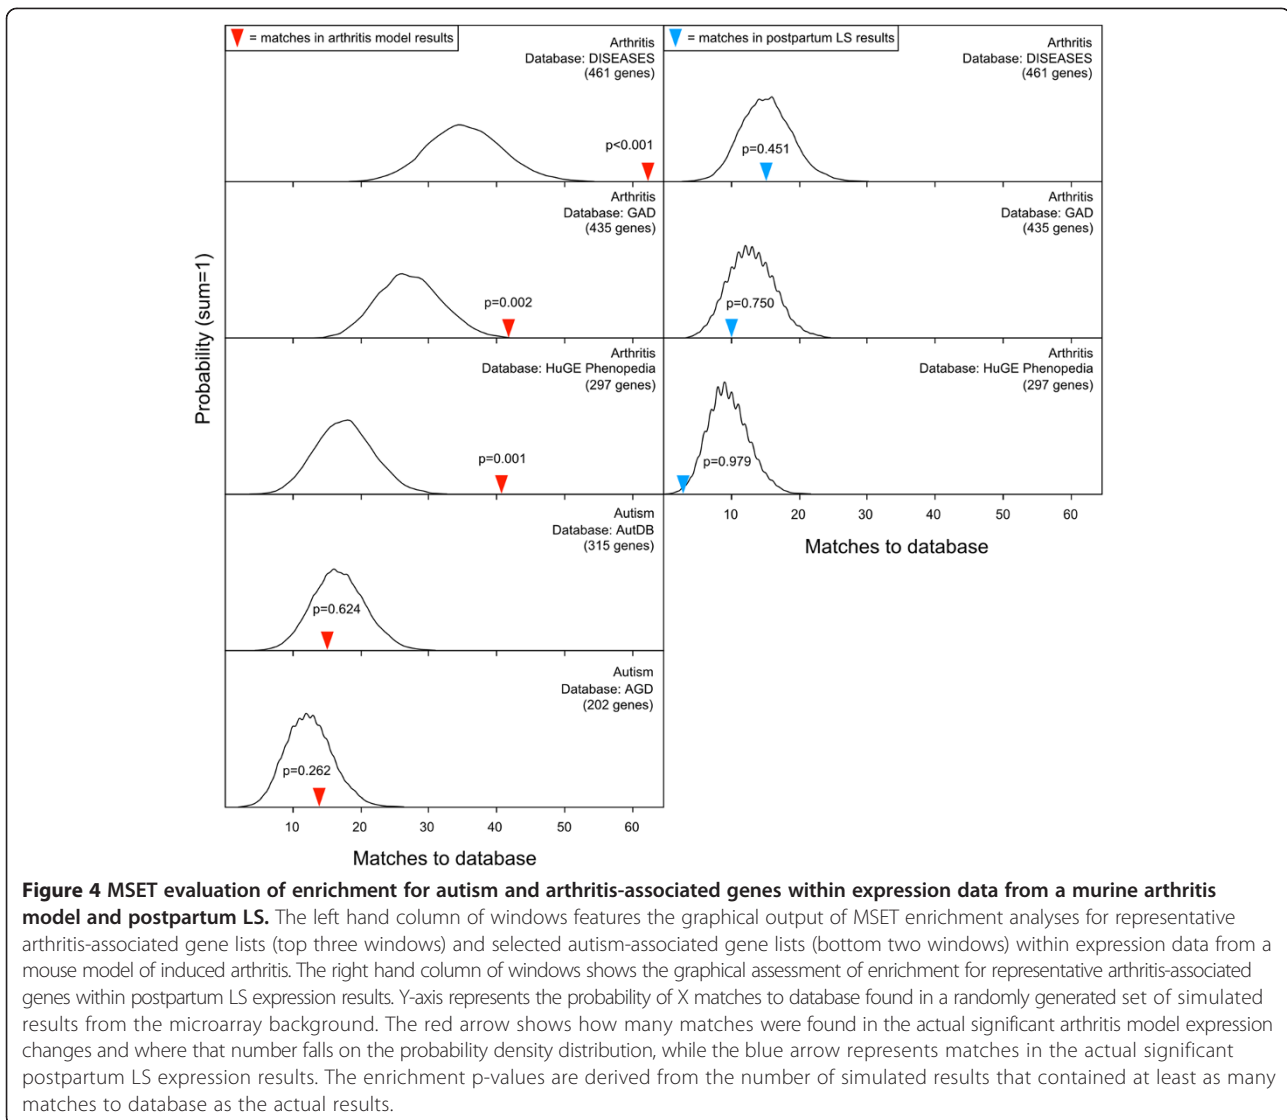 = matches in arthritis model results
Arthritis
Database: DISEASES
(461 genes)
p<0.001
= matches in postpartum LS results
Arthritis
Database: DISEASES
(461 genes)
p=0.451
Arthritis
Database: GAD
(435 genes)
p=0.002
Arthritis
Database: GAD
(435 genes)
p=0.750
Probability (sum=1)
Arthritis
Database: HuGE Phenopedia
(297 genes)
p=0.001
Arthritis
Database: HuGE Phenopedia
(297 genes)
p=0.979
10 20 30 40 50 60
Matches to database
Autism
Database: AutDB
(315 genes)
p=0.624
Autism
Database: AGD
(202 genes)
p=0.262
10 20 30 40 50 60
Matches to database
Figure 4 MSET evaluation of enrichment for autism and arthritis-associated genes within expression data from a murine arthritis
model and postpartum LS. The left hand column of windows features the graphical output of MSET enrichment analyses for representative
arthritis-associated gene lists (top three windows) and selected autism-associated gene lists (bottom two windows) within expression data from a
mouse model of induced arthritis. The right hand column of windows shows the graphical assessment of enrichment for representative arthritis-associated
genes within postpartum LS expression results. Y-axis represents the probability of X matches to database found in a randomly generated set of simulated
results from the microarray background. The red arrow shows how many matches were found in the actual significant arthritis model expression
changes and where that number falls on the probability density distribution, while the blue arrow represents matches in the actual significant
postpartum LS expression results. The enrichment p-values are derived from the number of simulated results that contained at least as many
matches to database as the actual results.